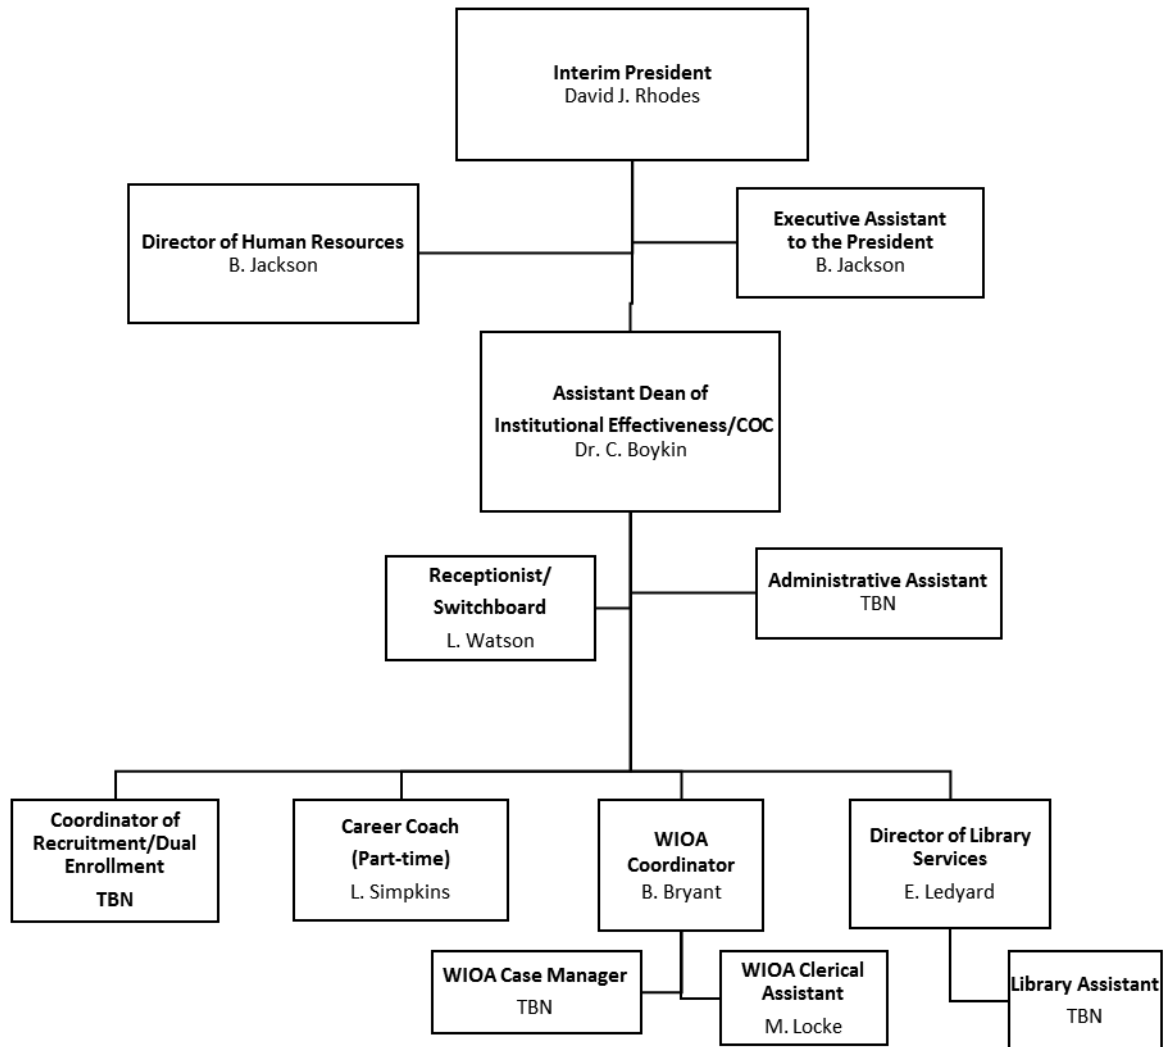 Interim President
David J. Rhodes
Director of Human Resources
B. Jackson
Executive Assistant
to the President
B. Jackson
Assistant Dean of
Institutional Effectiveness/COC
Dr. C. Boykin
Receptionist/
Switchboard
L. Watson
Administrative Assistant
TBN
Coordinator of
Recruitment/Dual
Enrollment
TBN
Career Coach
(Part-time)
L. Simpkins
WIOA
Coordinator
B. Bryant
Director of Library
Services
E. Ledyard
WIOA Case Manager
TBN
WIOA Clerical
Assistant
M. Locke
Library Assistant
TBN